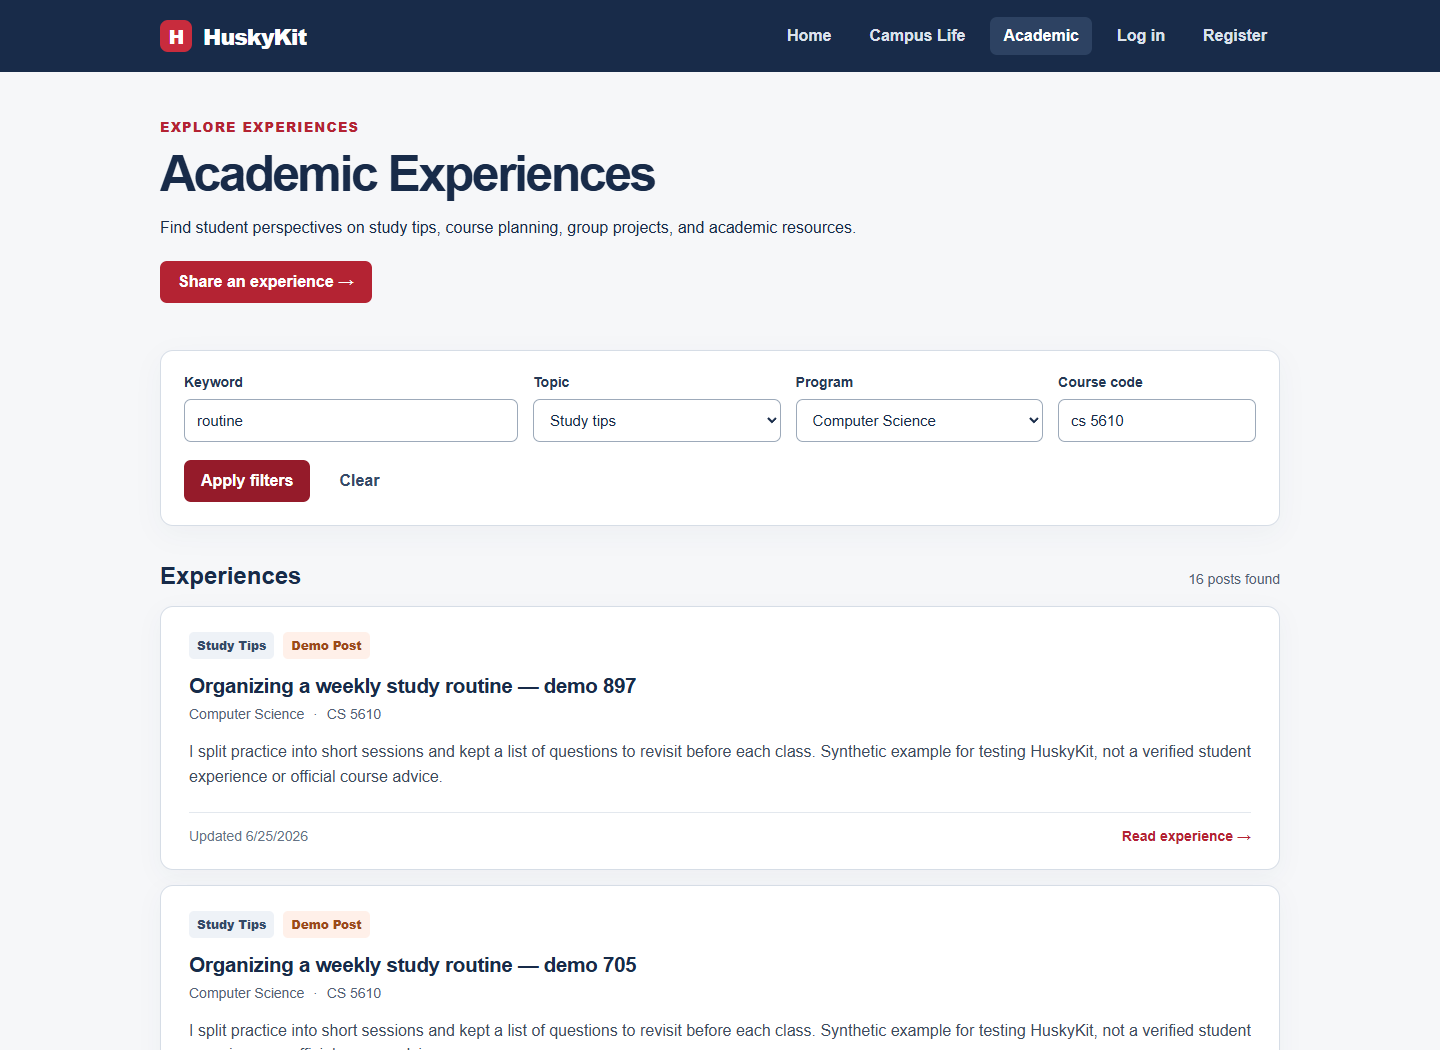 H HuskyKit
Home Campus Life Academic Log in Register
EXPLORE EXPERIENCES
Academic Experiences
Find student perspectives on study tips, course planning, group projects, and academic resources.
Share an experience →
Keyword Topic Program Course code
routine Study tips Computer Science cs 5610
Apply filters Clear
Experiences 16 posts found
Study Tips Demo Post
Organizing a weekly study routine — demo 897
Computer Science · CS 5610
I split practice into short sessions and kept a list of questions to revisit before each class. Synthetic example for testing HuskyKit, not a verified student
experience or official course advice.
Updated 6/25/2026 Read experience →
Study Tips Demo Post
Organizing a weekly study routine — demo 705
Computer Science · CS 5610
I split practice into short sessions and kept a list of questions to revisit before each class. Synthetic example for testing HuskyKit, not a verified student